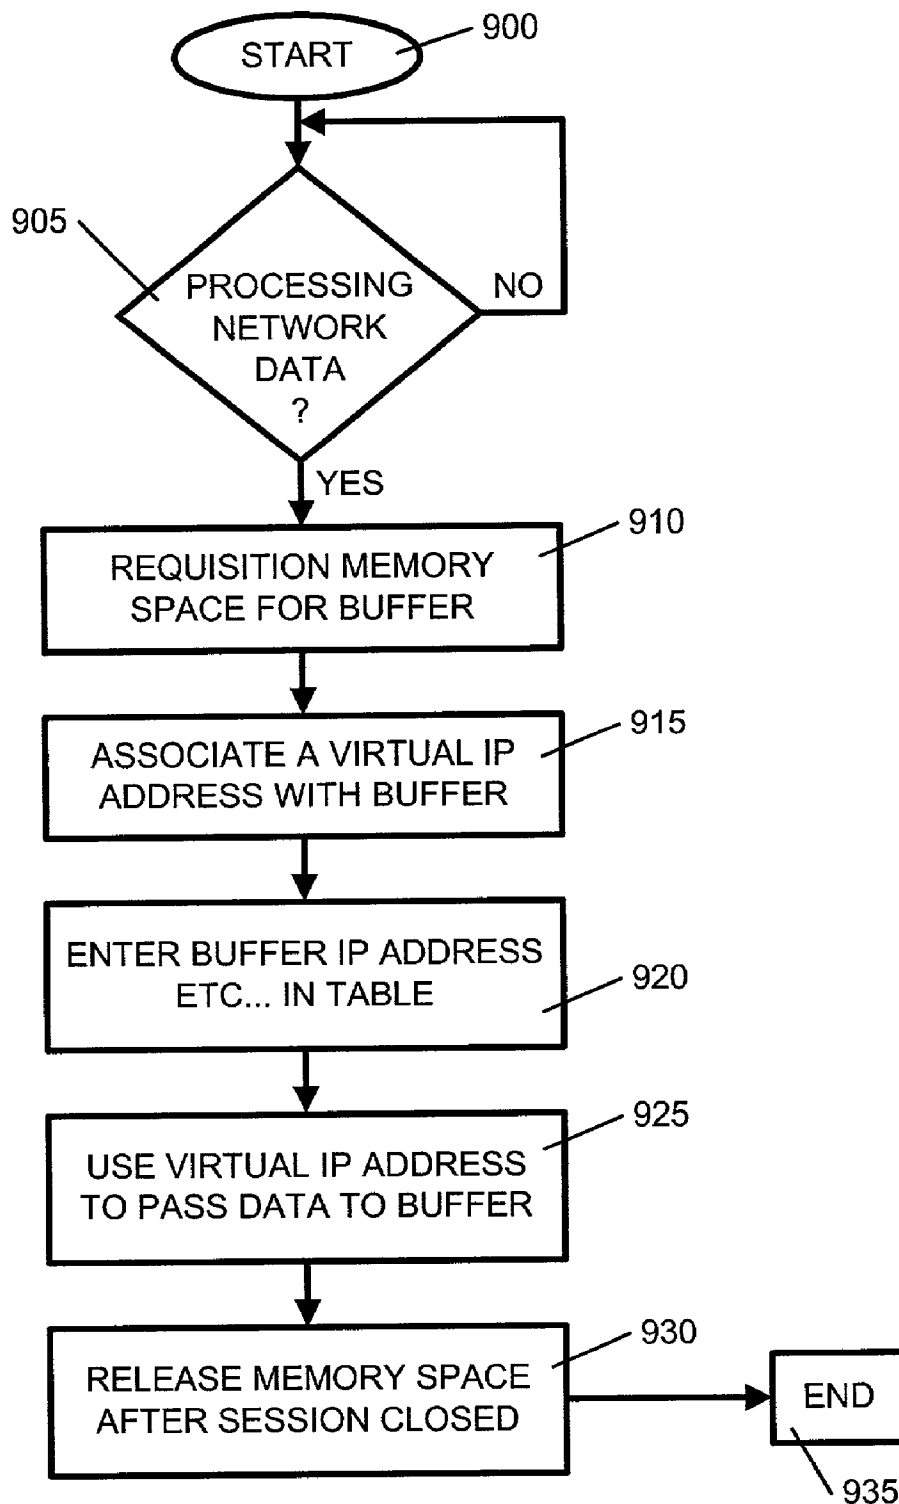 START
900
905
PROCESSING
NETWORK
DATA
?
NO
YES
910
REQUISITION MEMORY
SPACE FOR BUFFER
915
ASSOCIATE A VIRTUAL IP
ADDRESS WITH BUFFER
ENTER BUFFER IP ADDRESS
ETC... IN TABLE
920
925
USE VIRTUAL IP ADDRESS
TO PASS DATA TO BUFFER
930
RELEASE MEMORY SPACE
AFTER SESSION CLOSED
END
935